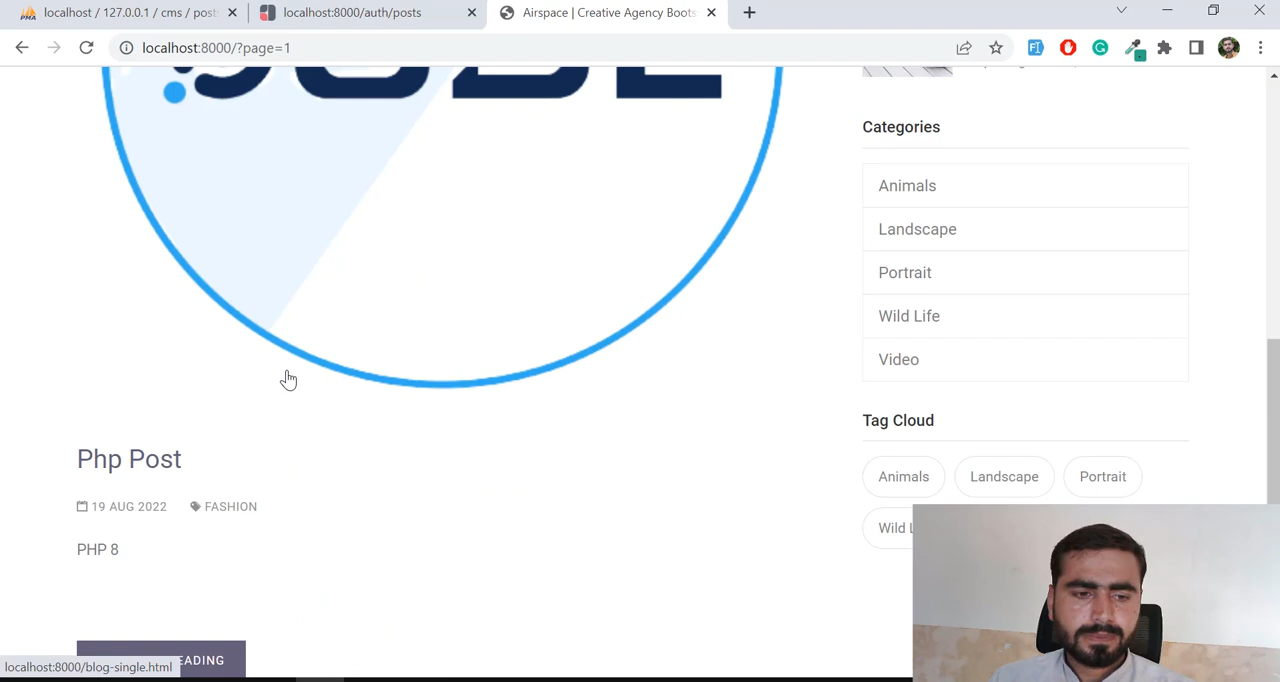 localhost / 127.0.0.1 / cms / post
localhost:8000/auth/posts
Airspace | Creative Agency Boots
localhost:8000/?page=1
Categories
Animals
Landscape
Portrait
Wild Life
Video
Tag Cloud
Animals
Landscape
Portrait
Wild L
Php Post
19 AUG 2022
FASHION
PHP 8
EADING
localhost:8000/blog-single.html